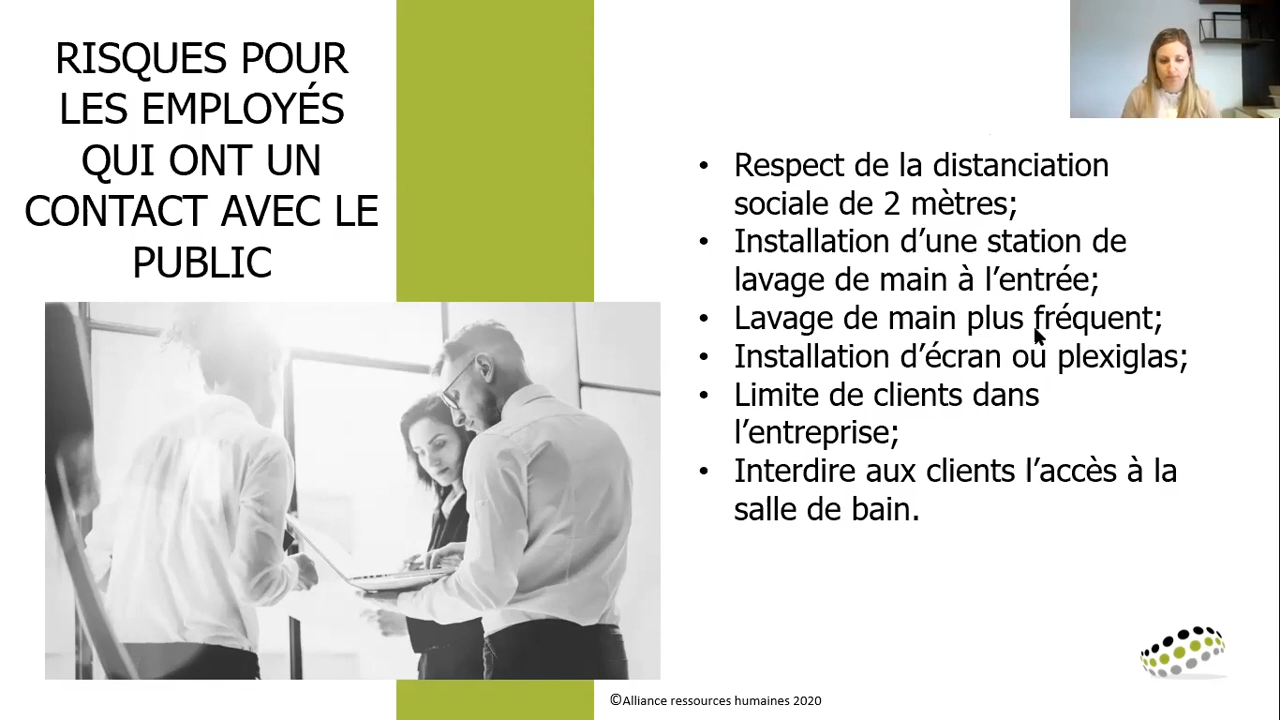 RISQUES POUR
LES EMPLOYÉS
QUI ONT UN
CONTACT AVEC LE
PUBLIC
• Respect de la distanciation
sociale de 2 mètres;
• Installation d’une station de
lavage de main à l’entrée;
• Lavage de main plus fréquent;
• Installation d’écran ou plexiglas;
• Limite de clients dans
l’entreprise;
• Interdire aux clients l’accès à la
salle de bain.
©Alliance ressources humaines 2020